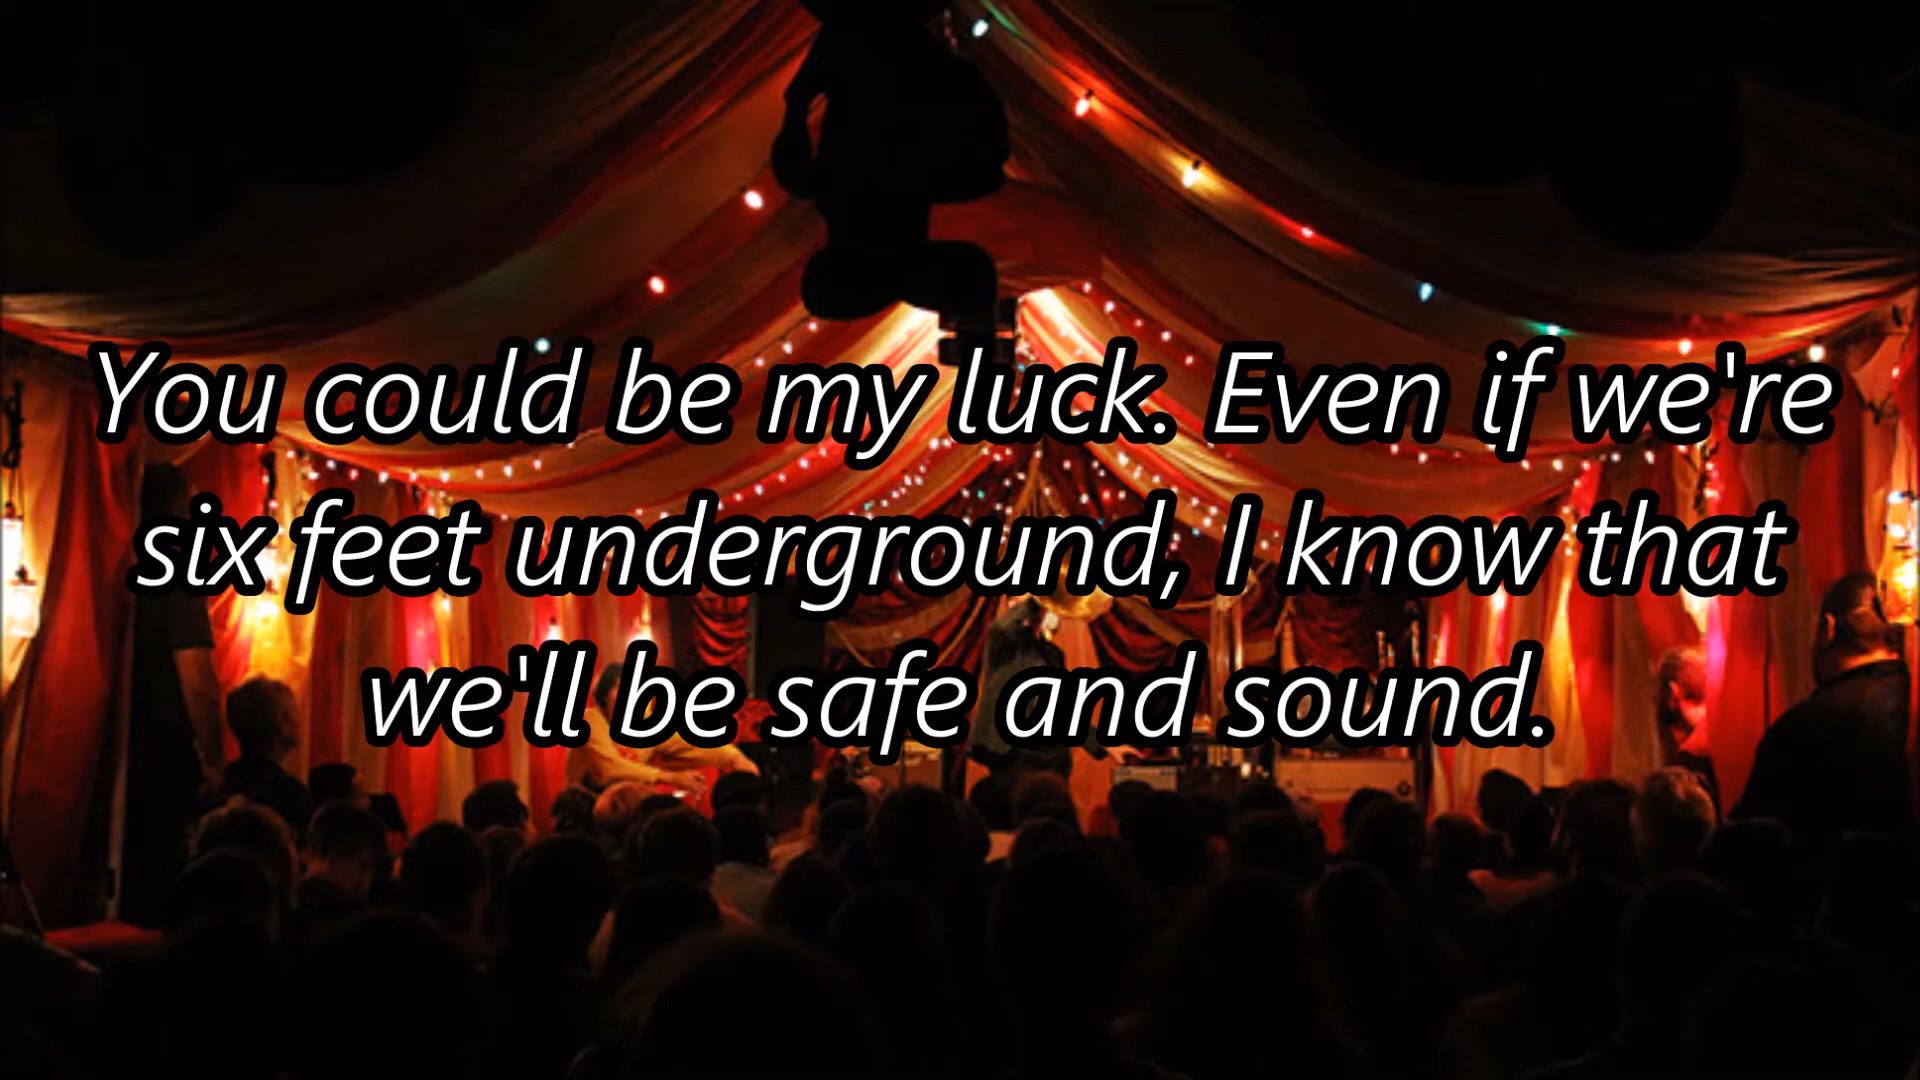 You could be my luck. Even if we're
six feet underground, I know that
we'll be safe and sound.